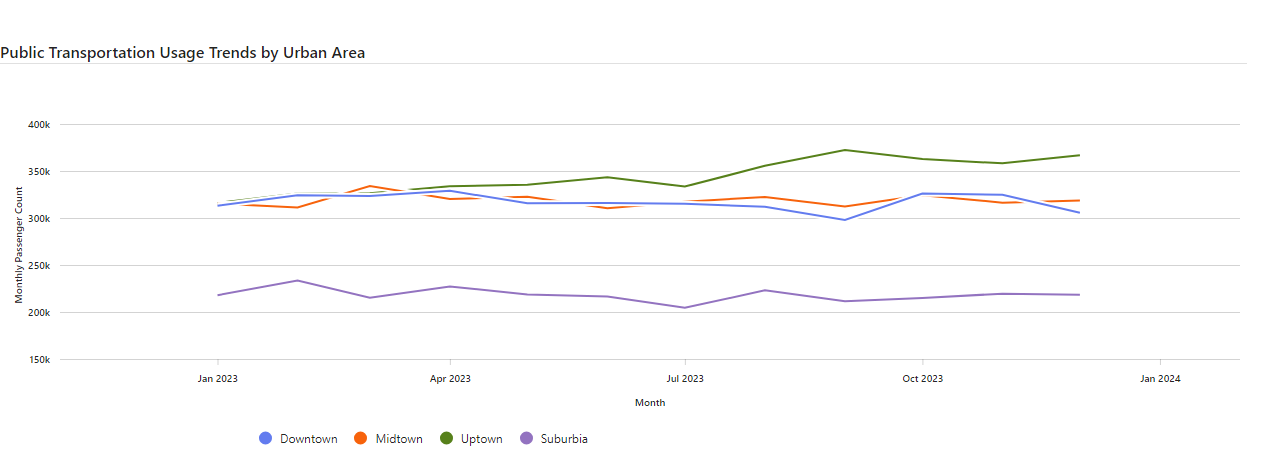 Public Transportation Usage Trends by Urban Area
400k
350k
300k
250k
200k
150k
Monthly Passenger Count
Jan 2023 Apr 2023 Jul 2023 Oct 2023 Jan 2024
Month
Downtown Midtown Uptown Suburbia